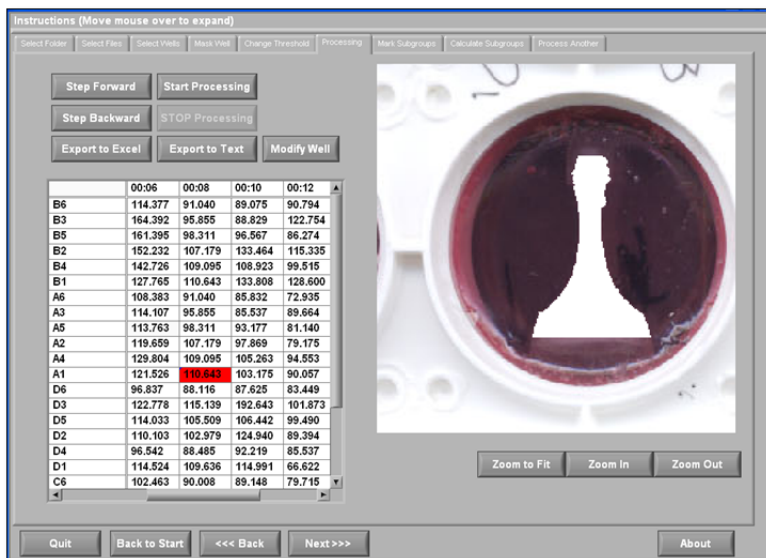 Instructions (Move mouse over to expand)
Select Folder Select Files Select Wells Mask Well Change Threshold Processing Mark Subgroups Calculate Subgroups Process Another
Step Forward Start Processing
Step Backward STOP Processing
Export to Excel Export to Text Modify Well
00:06 00:08 00:10 00:12
B6 114.377 91.040 89.075 90.794
B3 164.392 95.855 88.829 122.754
B5 161.395 98.311 96.567 86.274
B2 152.232 107.179 133.464 115.335
B4 142.726 109.095 108.923 99.515
B1 127.765 110.643 133.808 128.600
A6 108.383 91.040 85.832 72.935
A3 114.107 95.855 85.537 89.664
A5 113.763 98.311 93.177 81.140
A2 119.659 107.179 97.869 79.175
A4 129.804 109.095 105.263 94.553
A1 121.526 110.643 103.175 90.057
D6 96.837 88.116 87.625 83.449
D3 122.778 115.139 192.643 101.873
D5 114.033 105.509 106.442 99.490
D2 110.103 102.979 124.940 89.394
D4 96.542 88.485 92.219 85.537
D1 114.524 109.636 114.991 66.622
C6 102.463 90.008 89.148 79.715
Zoom to Fit Zoom In Zoom Out
Quit Back to Start <<< Back Next >>> About